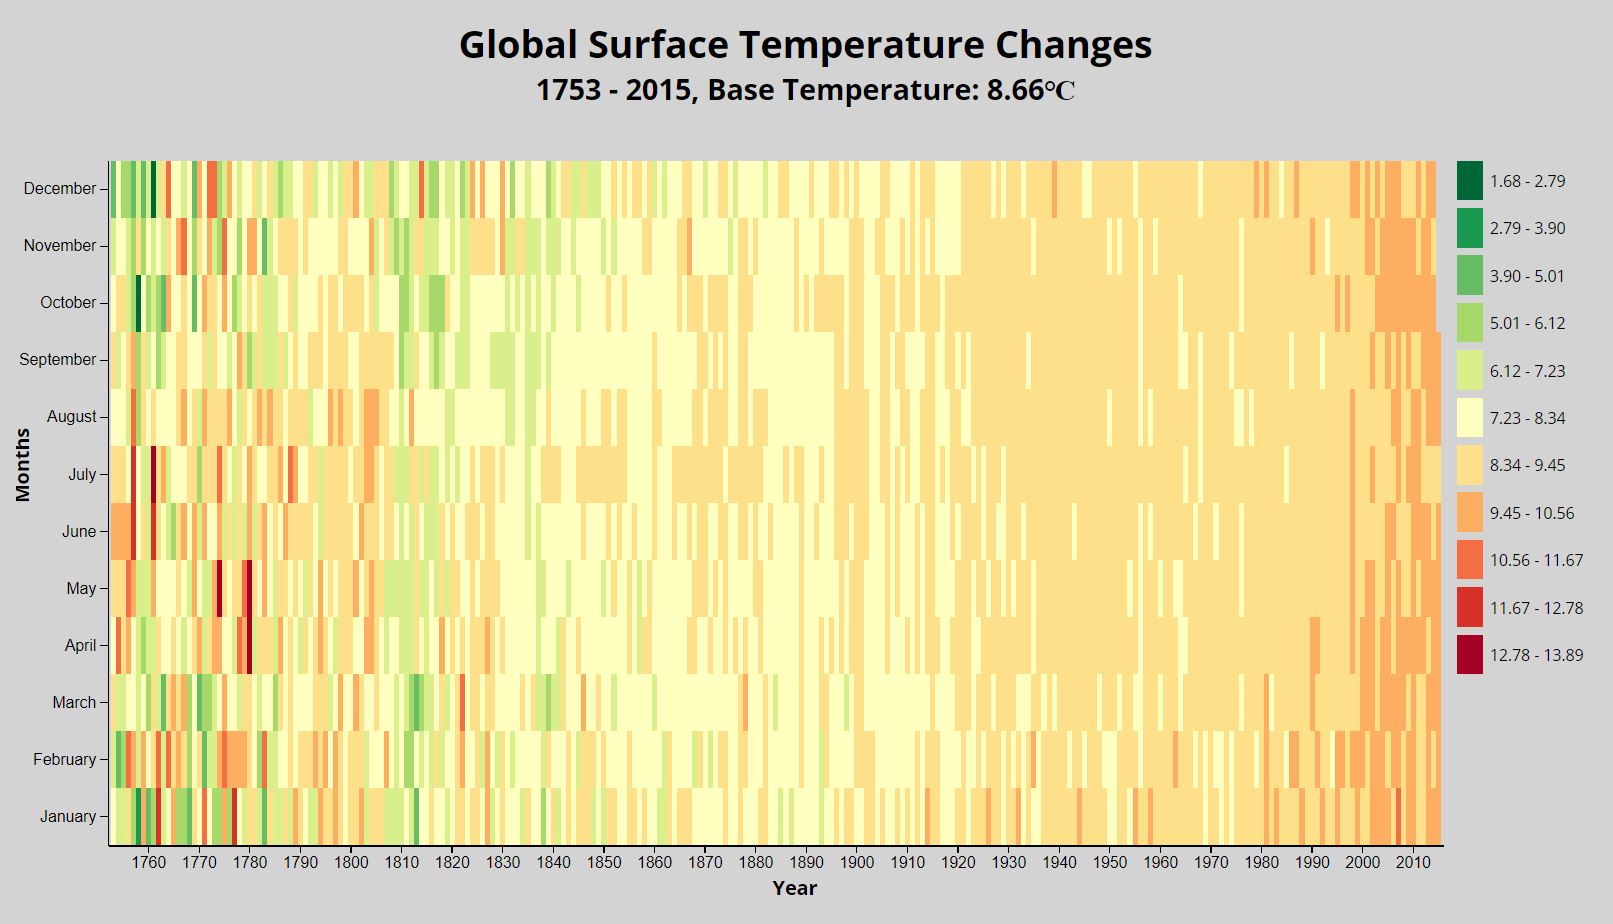 Global Surface Temperature Changes
1753 - 2015, Base Temperature: 8.66℃
Months
December
November
October
September
August
July
June
May
April
March
February
January
1760 1770 1780 1790 1800 1810 1820 1830 1840 1850 1860 1870 1880 1890 1900 1910 1920 1930 1940 1950 1960 1970 1980 1990 2000 2010
Year
1.68 - 2.79
2.79 - 3.90
3.90 - 5.01
5.01 - 6.12
6.12 - 7.23
7.23 - 8.34
8.34 - 9.45
9.45 - 10.56
10.56 - 11.67
11.67 - 12.78
12.78 - 13.89